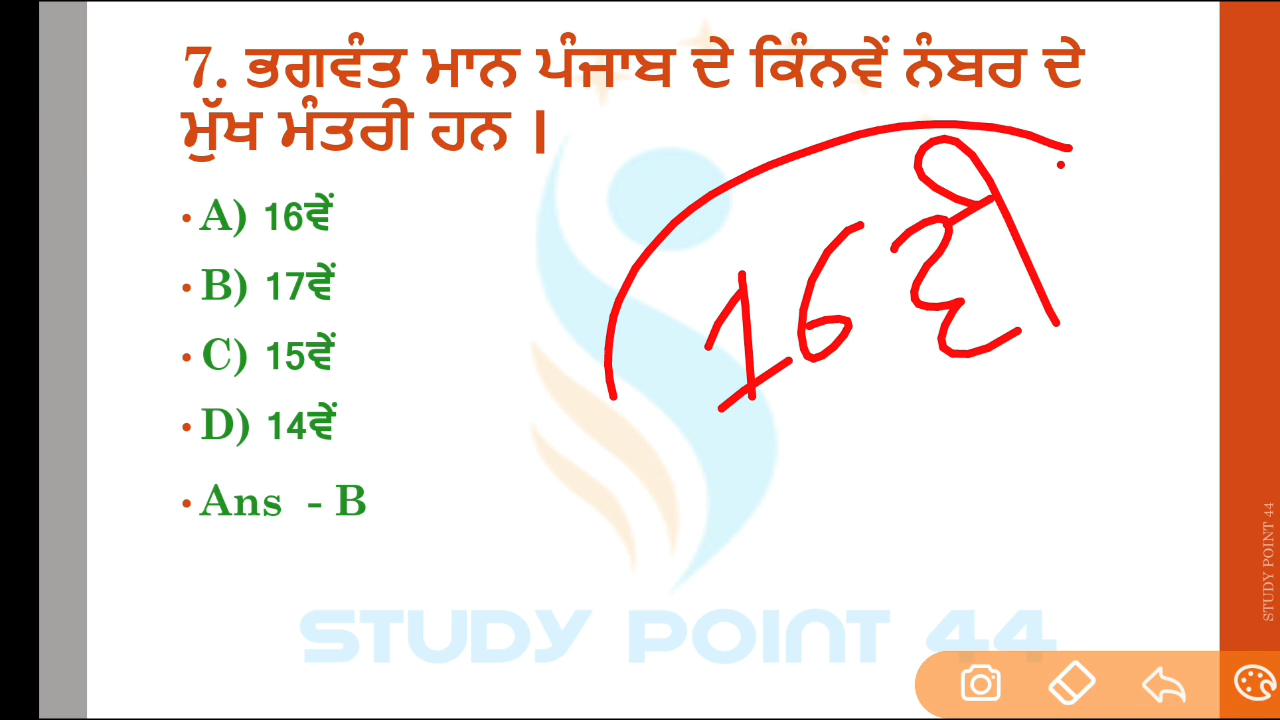 7. ਭਗਵੰਤ ਮਾਨ ਪੰਜਾਬ ਦੇ ਕਿੰਨਵੇਂ ਨੰਬਰ ਦੇ
ਮੁੱਖ ਮੰਤਰੀ ਹਨ ।
• A) 16ਵੇਂ
• B) 17ਵੇਂ
• C) 15ਵੇਂ
• D) 14ਵੇਂ
• Ans - B
16ਵੀਂ
STUDY POINT 44
STUDY POINT 44